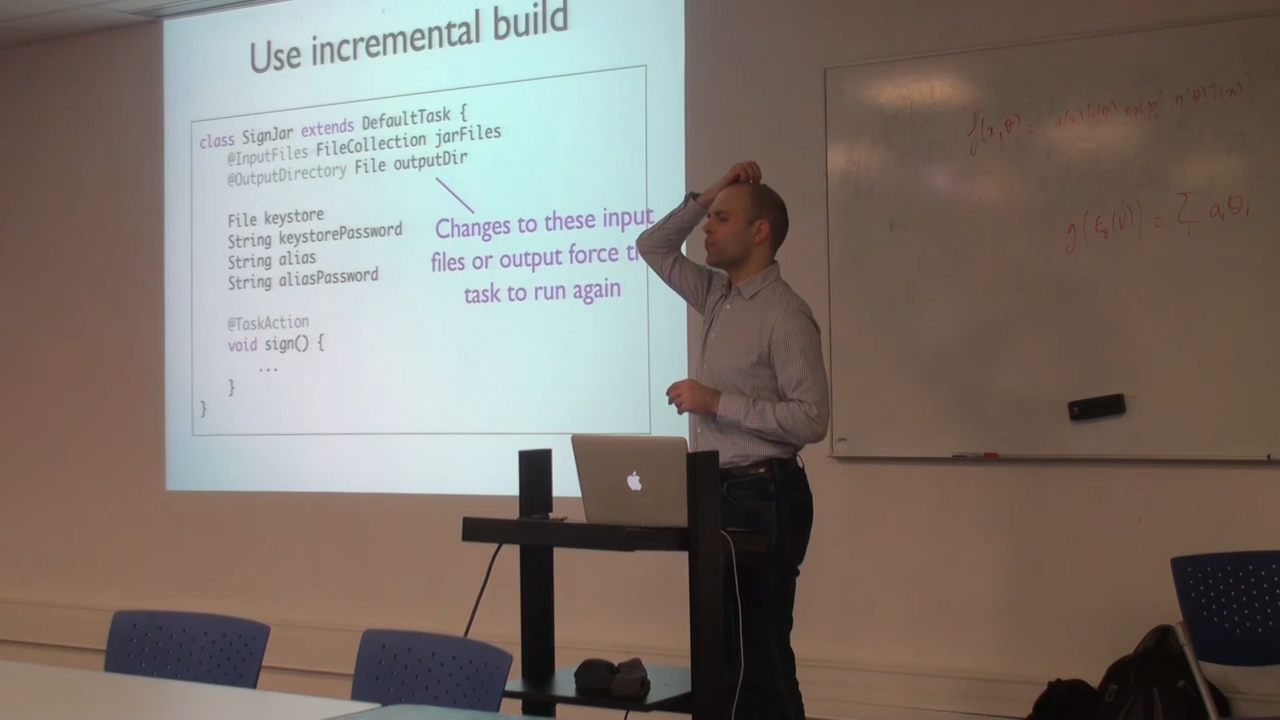 Use incremental build
class SignJar extends DefaultTask {
@InputFiles FileCollection jarFiles
@OutputDirectory File outputDir
File keystore
String keystorePassword
String alias
String aliasPassword
@TaskAction
void sign() {
...
}
}
Changes to these input
files or output force
task to run again
f(x,θ) =
= Σ aᵢθᵢ